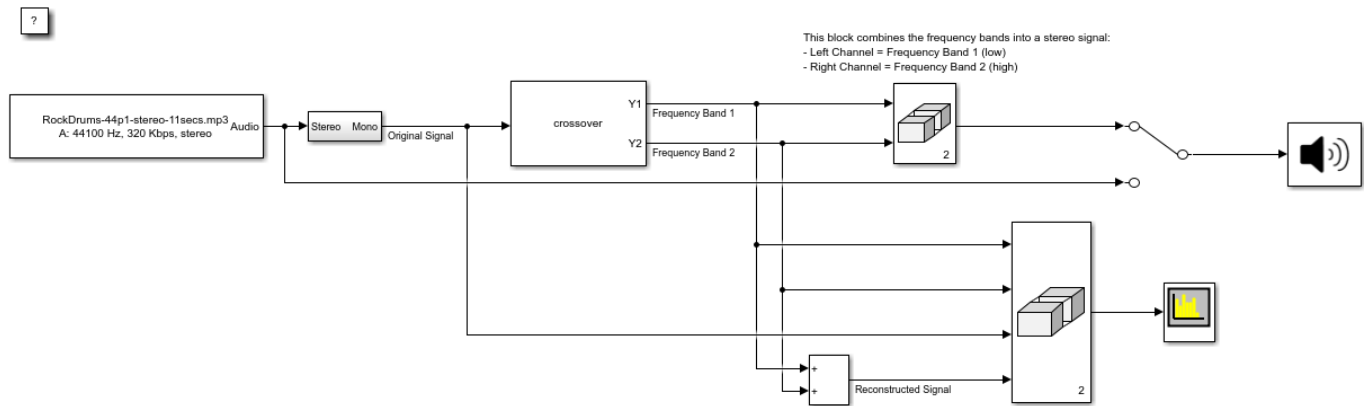 ?
This block combines the frequency bands into a stereo signal:
- Left Channel = Frequency Band 1 (low)
- Right Channel = Frequency Band 2 (high)
RockDrums-44p1-stereo-11secs.mp3
A: 44100 Hz, 320 Kbps, stereo
Audio
Stereo Mono
Original Signal
crossover
Y1
Y2
Frequency Band 1
Frequency Band 2
2
+
+
Reconstructed Signal
2